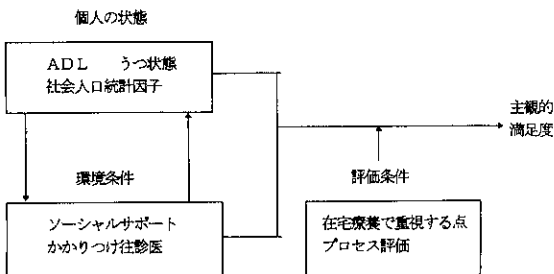 個人の状態
ADL　うつ状態
社会人口統計因子
主観的
満足度
環境条件
評価条件
ソーシャルサポート
かかりつけ往診医
在宅療養で重視する点
プロセス評価